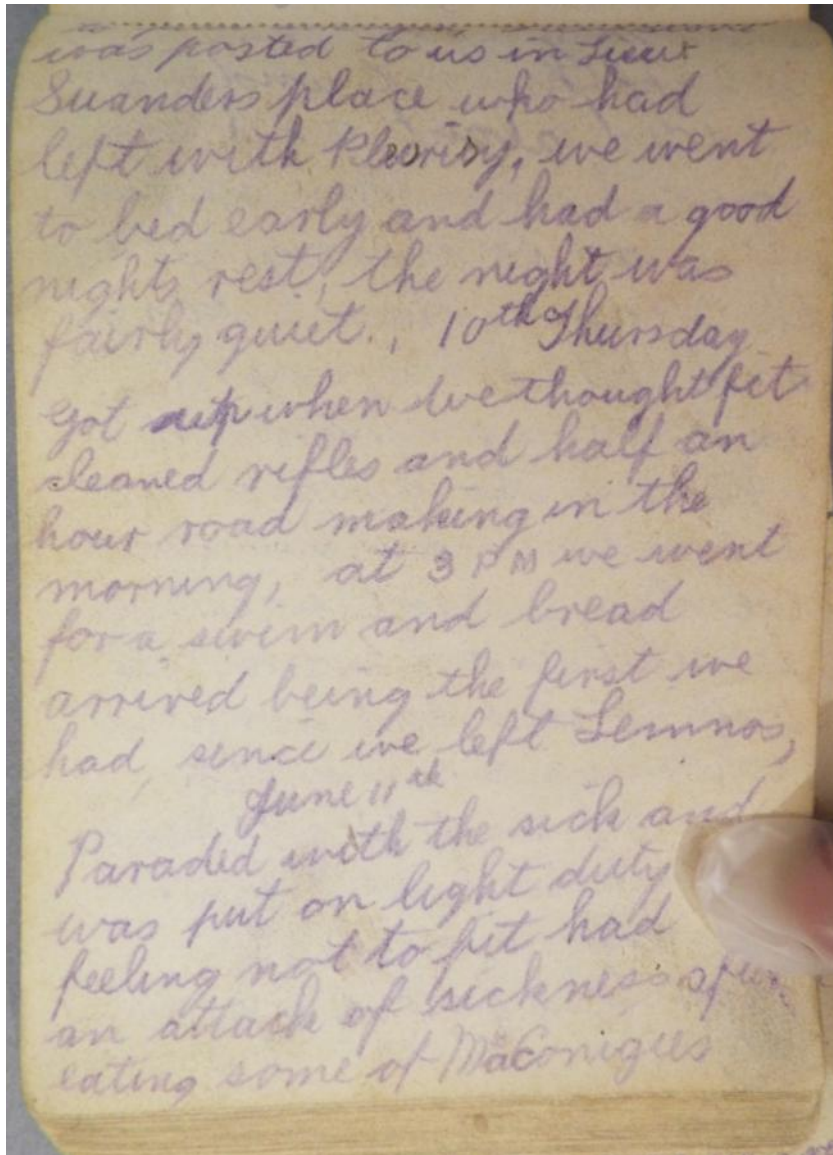 was posted to us in Lieut
Suanders place who had
left with Pleurisy, we went
to bed early and had a good
nights rest, the night was
fairly quiet., 10th Thursday
Got up when we thought fit
cleaned rifles and half an
hour road making in the
morning, at 3 PM we went
for a swim and bread
arrived being the first we
had since we left Lemnos,
June 11th
Paraded with the sick and
was put on light duty
feeling not to fit had
an attack of sickness after
eating some of MaConigies